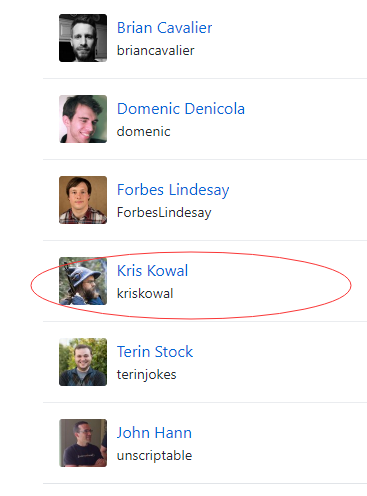 Brian Cavalier
briancavalier
Domenic Denicola
domenic
Forbes Lindesay
ForbesLindesay
Kris Kowal
kriskowal
Terin Stock
terinjokes
John Hann
unscriptable